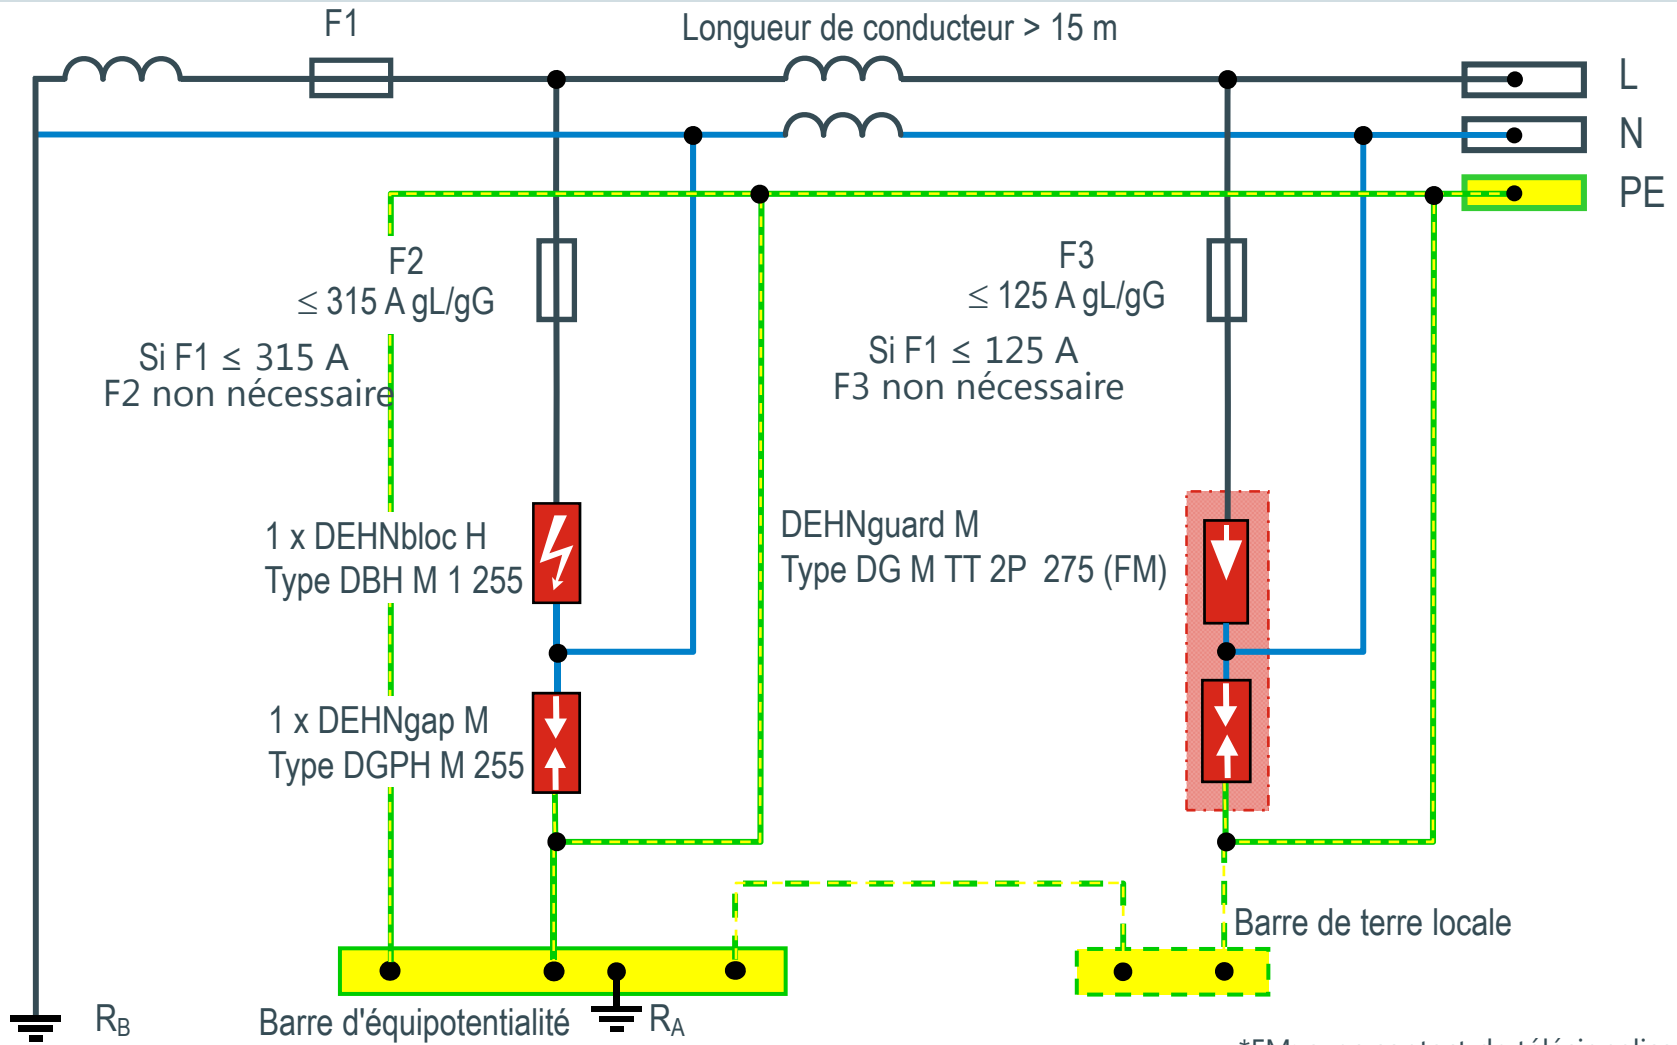 F1
Longueur de conducteur > 15 m
L
N
PE
F2
≤ 315 A gL/gG
Si F1 ≤ 315 A
F2 non nécessaire
F3
≤ 125 A gL/gG
Si F1 ≤ 125 A
F3 non nécessaire
1 x DEHNbloc H
Type DBH M 1 255
DEHNguard M
Type DG M TT 2P 275 (FM)
1 x DEHNgap M
Type DGPH M 255
Barre de terre locale
RB
Barre d'équipotentialité
RA